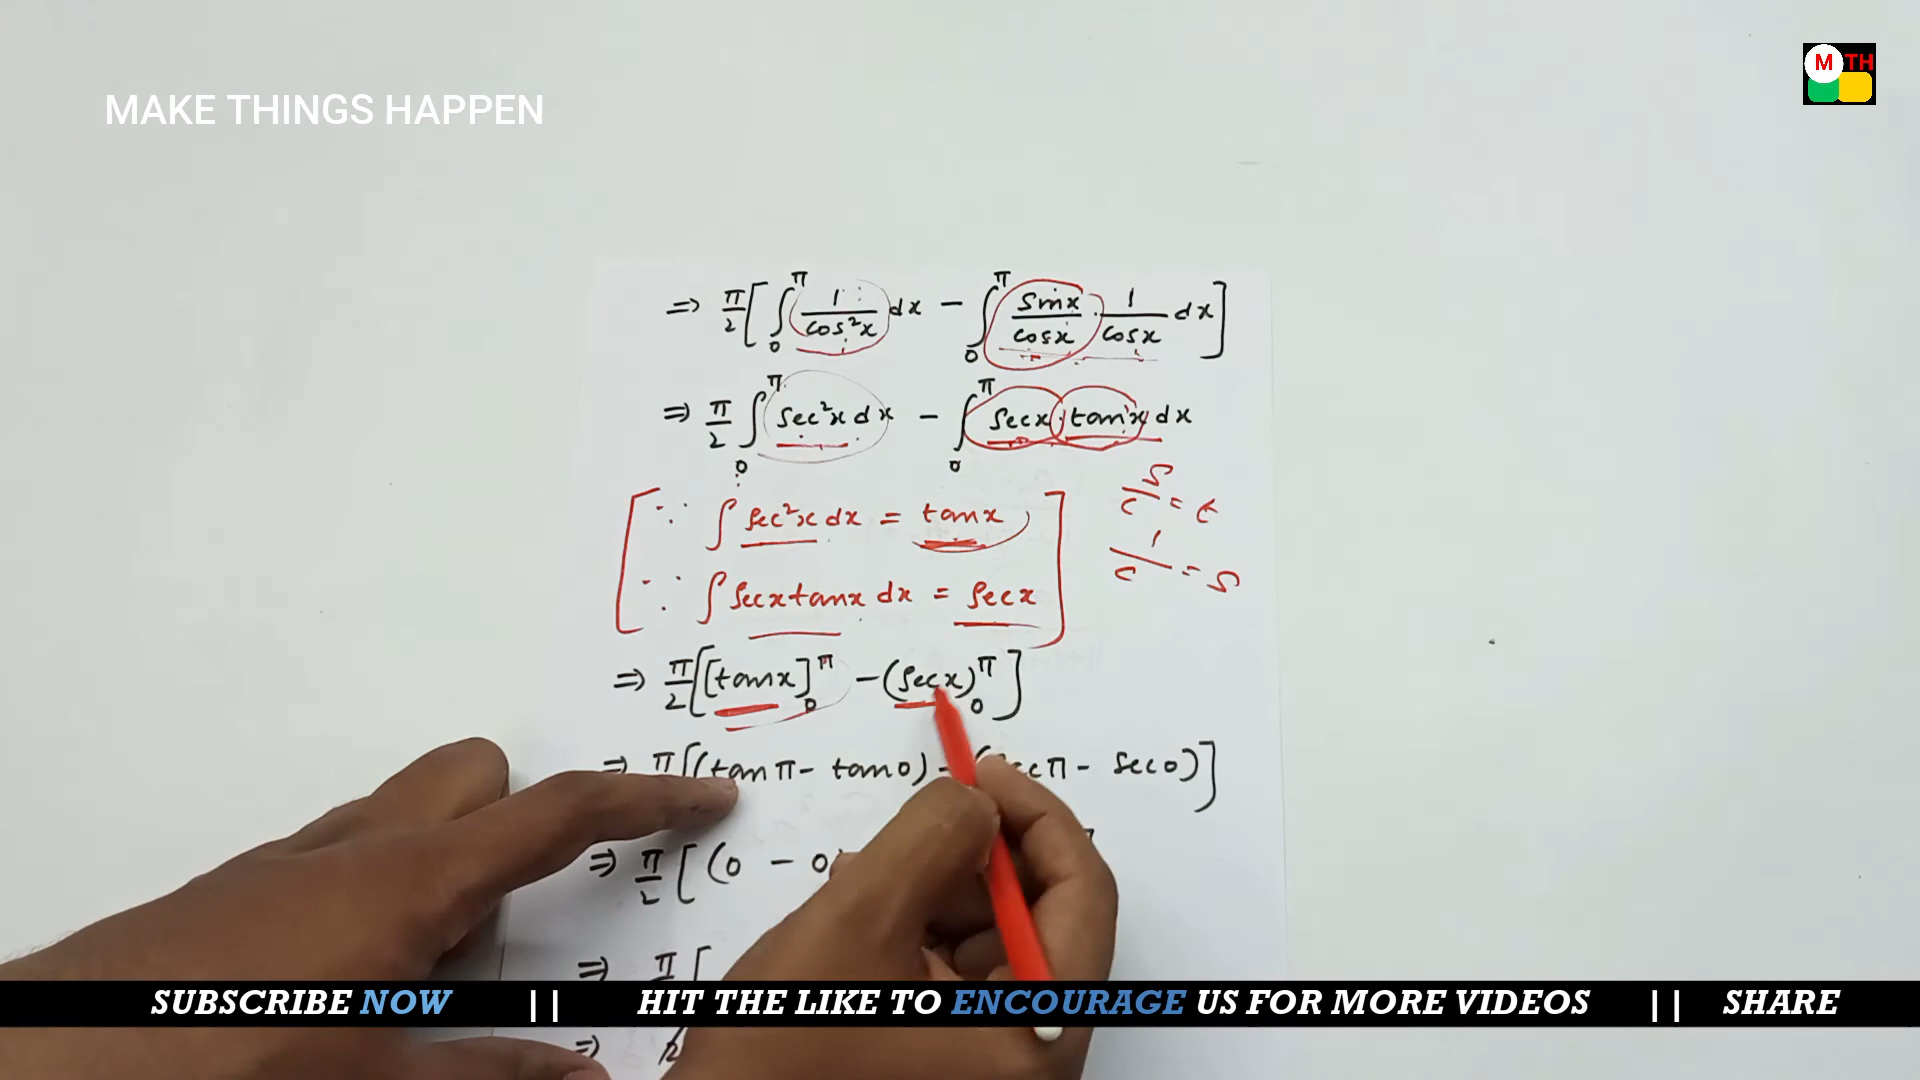 MAKE THINGS HAPPEN
M TH
⇒ π/2 [ ∫₀^π 1/cos²x dx − ∫₀^π sinx/cosx · 1/cosx dx ]
⇒ π/2 ∫₀^π sec²x dx − ∫₀^π secx · tanx dx
[ ∵ ∫ sec²x dx = tanx
∵ ∫ secxtanx dx = secx ]
s/c = t
1/c = s
⇒ π/2 [ [tanx]₀^π − (secx)₀^π ]
⇒ π [ (tanπ − tan0) − ( secπ − sec0) ]
⇒ π/2 [ (0 − 0)
⇒ π [
⇒
SUBSCRIBE NOW || HIT THE LIKE TO ENCOURAGE US FOR MORE VIDEOS || SHARE